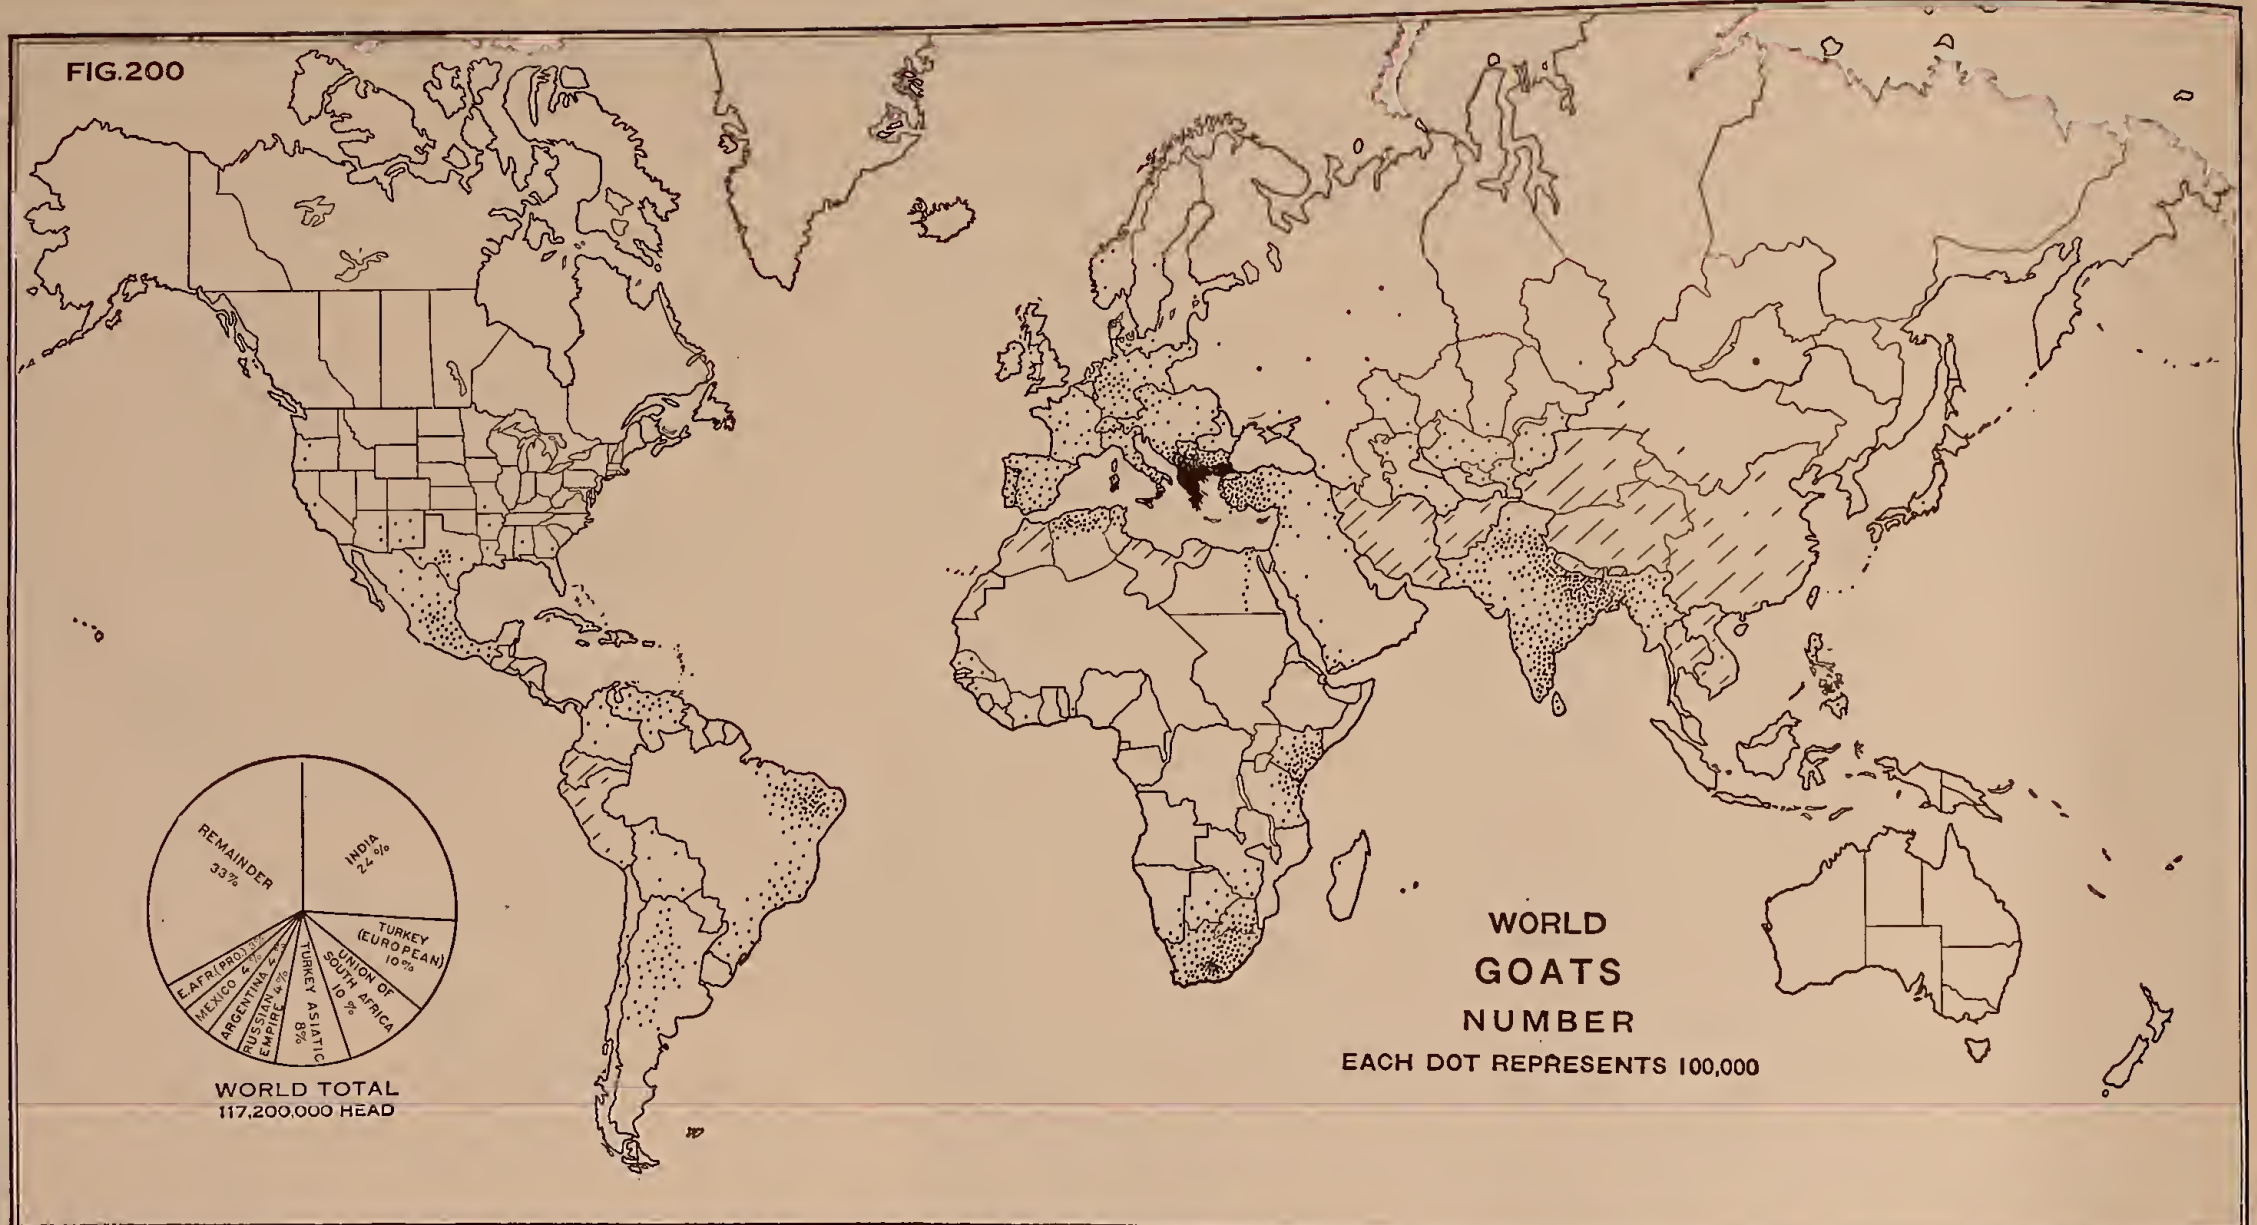 FIG.200
REMAINDER
33%
INDIA
24%
TURKEY
(EUROPEAN)
10%
UNION OF
SOUTH AFRICA
10 %
TURKEY ASIATIC
8%
RUSSIAN 4%
EMPIRE
ARGENTINA 4%
MEXICO 4%
E.AFR.(PRO.) 3%
WORLD TOTAL
117,200,000 HEAD
WORLD
GOATS
NUMBER
EACH DOT REPRESENTS 100,000